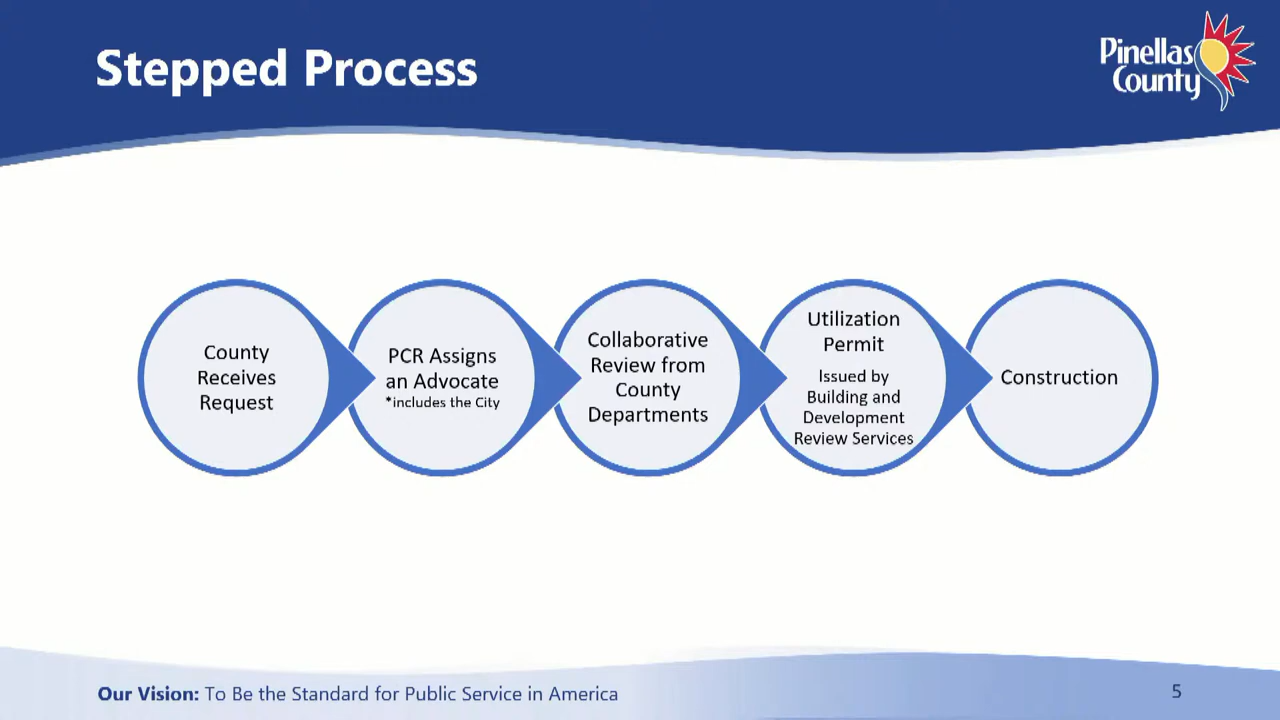 Stepped Process
Pinellas
County
County
Receives
Request
PCR Assigns
an Advocate
*includes the City
Collaborative
Review from
County
Departments
Utilization
Permit
Issued by
Building and
Development
Review Services
Construction
Our Vision: To Be the Standard for Public Service in America
5